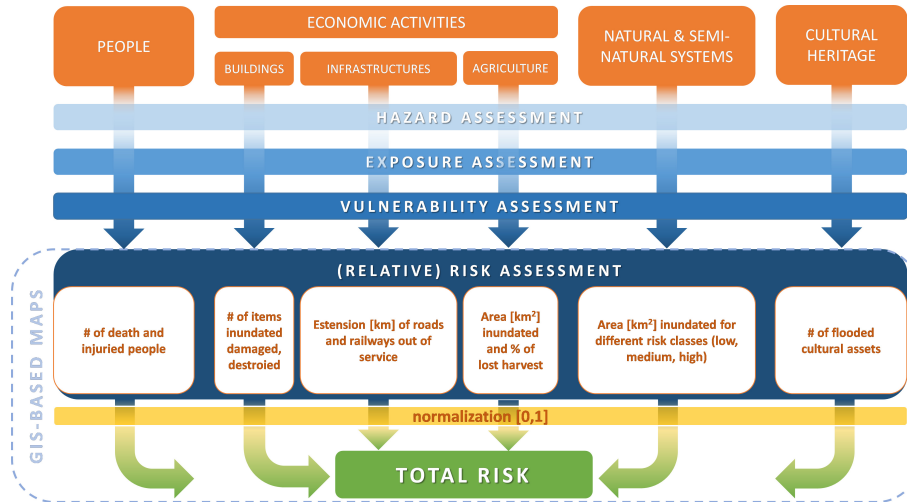 PEOPLE
ECONOMIC ACTIVITIES
BUILDINGS
INFRASTRUCTURES
AGRICULTURE
NATURAL & SEMI-
NATURAL SYSTEMS
CULTURAL
HERITAGE
HAZARD ASSESSMENT
EXPOSURE ASSESSMENT
VULNERABILITY ASSESSMENT
GIS-BASED MAPS
(RELATIVE) RISK ASSESSMENT
# of death and
injuried people
# of items
inundated
damaged,
destroied
Estension [km] of roads
and railways out of
service
Area [km²]
inundated
and % of
lost harvest
Area [km²] inundated for
different risk classes (low,
medium, high)
# of flooded
cultural assets
normalization [0,1]
TOTAL RISK